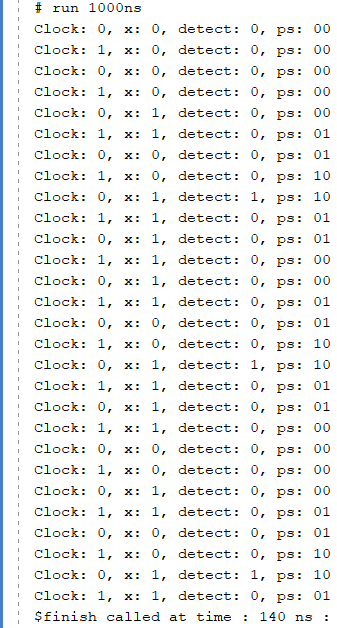 # run 1000ns
Clock: 0, x: 0, detect: 0, ps: 00
Clock: 1, x: 0, detect: 0, ps: 00
Clock: 0, x: 0, detect: 0, ps: 00
Clock: 1, x: 0, detect: 0, ps: 00
Clock: 0, x: 1, detect: 0, ps: 00
Clock: 1, x: 1, detect: 0, ps: 01
Clock: 0, x: 0, detect: 0, ps: 01
Clock: 1, x: 0, detect: 0, ps: 10
Clock: 0, x: 1, detect: 1, ps: 10
Clock: 1, x: 1, detect: 0, ps: 01
Clock: 0, x: 1, detect: 0, ps: 01
Clock: 1, x: 1, detect: 0, ps: 00
Clock: 0, x: 1, detect: 0, ps: 00
Clock: 1, x: 1, detect: 0, ps: 01
Clock: 0, x: 0, detect: 0, ps: 01
Clock: 1, x: 0, detect: 0, ps: 10
Clock: 0, x: 1, detect: 1, ps: 10
Clock: 1, x: 1, detect: 0, ps: 01
Clock: 0, x: 1, detect: 0, ps: 01
Clock: 1, x: 1, detect: 0, ps: 00
Clock: 0, x: 0, detect: 0, ps: 00
Clock: 1, x: 0, detect: 0, ps: 00
Clock: 0, x: 1, detect: 0, ps: 00
Clock: 1, x: 1, detect: 0, ps: 01
Clock: 0, x: 0, detect: 0, ps: 01
Clock: 1, x: 0, detect: 0, ps: 10
Clock: 0, x: 1, detect: 1, ps: 10
Clock: 1, x: 1, detect: 0, ps: 01
$finish called at time : 140 ns :